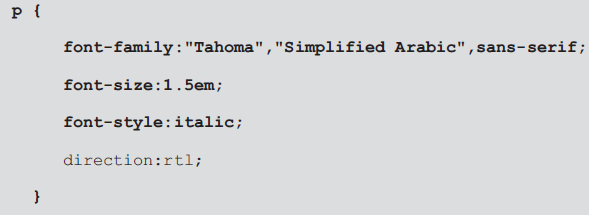 p {
font-family:"Tahoma","Simplified Arabic",sans-serif;
font-size:1.5em;
font-style:italic;
direction:rtl;
}